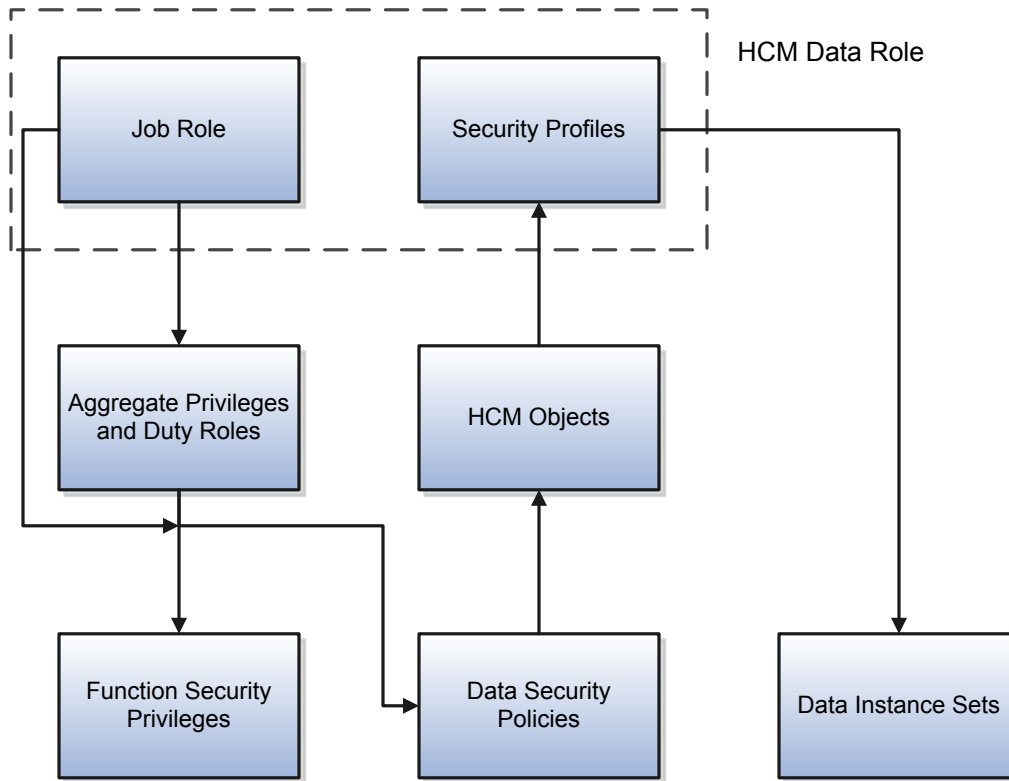 HCM Data Role
Job Role
Security Profiles
Aggregate Privileges
and Duty Roles
HCM Objects
Function Security
Privileges
Data Security
Policies
Data Instance Sets